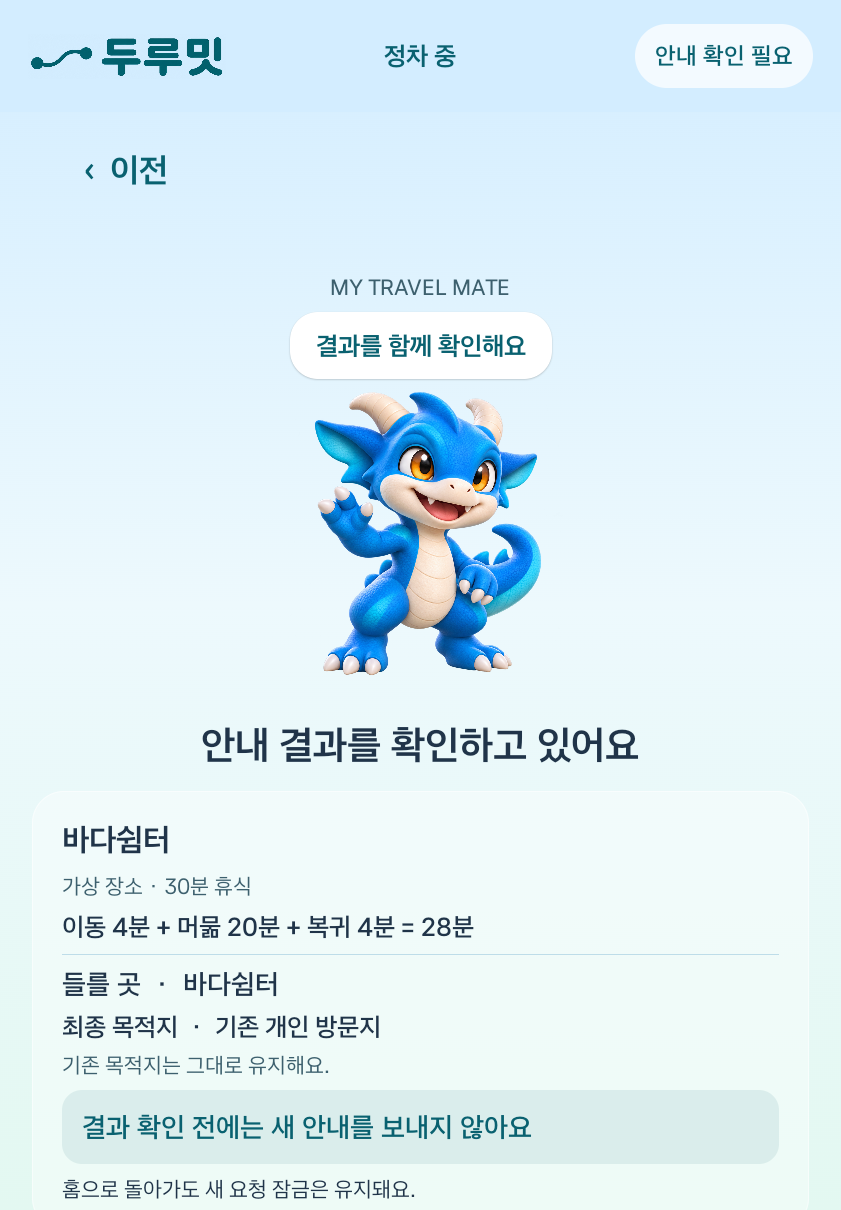 두루밋
정차 중
안내 확인 필요
‹ 이전
MY TRAVEL MATE
결과를 함께 확인해요
안내 결과를 확인하고 있어요
바다쉼터
가상 장소 · 30분 휴식
이동 4분 + 머묾 20분 + 복귀 4분 = 28분
들를 곳 · 바다쉼터
최종 목적지 · 기존 개인 방문지
기존 목적지는 그대로 유지해요.
결과 확인 전에는 새 안내를 보내지 않아요
홈으로 돌아가도 새 요청 잠금은 유지돼요.